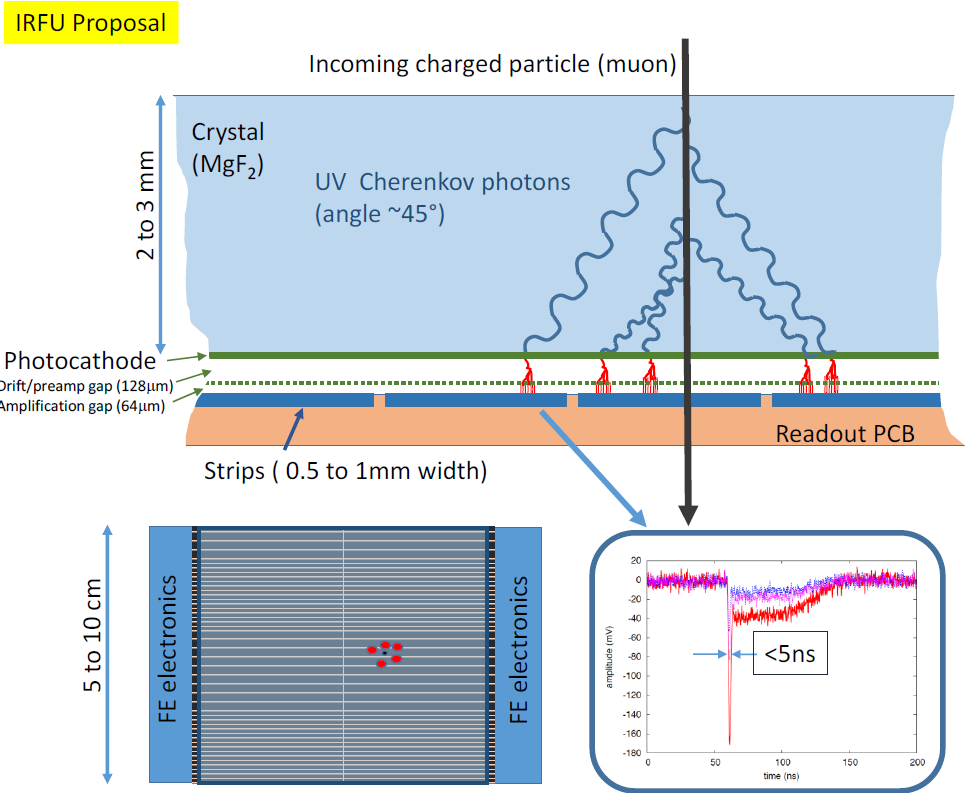 IRFU Proposal
Incoming charged particle (muon)
Crystal
(MgF₂)
UV Cherenkov photons
(angle ~45°)
2 to 3 mm
Photocathode
Drift/preamp gap (128μm)
Amplification gap (64μm)
Readout PCB
Strips ( 0.5 to 1mm width)
5 to 10 cm
FE electronics
FE electronics
20
0
-20
-40
-60
-80
-100
-120
-140
-160
-180
amplitude (mV)
<5ns
0
50
100
150
200
time (ns)